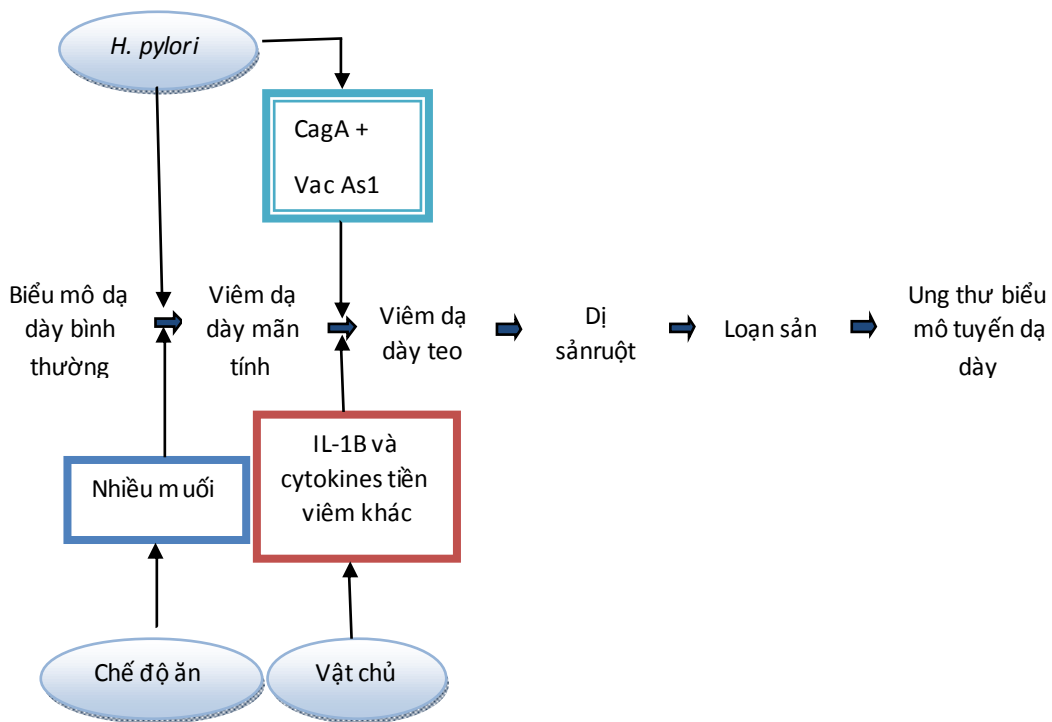 H. pylori
CagA +
Vac As1
Biểu mô dạ
dày bình
thường
Viêm dạ
dày mãn
tính
Viêm dạ
dày teo
Dị
sảnruột
Loạn sản
Ung thư biểu
mô tuyến dạ
dày
Nhiều muối
IL-1B và
cytokines tiền
viêm khác
Chế độ ăn
Vật chủ